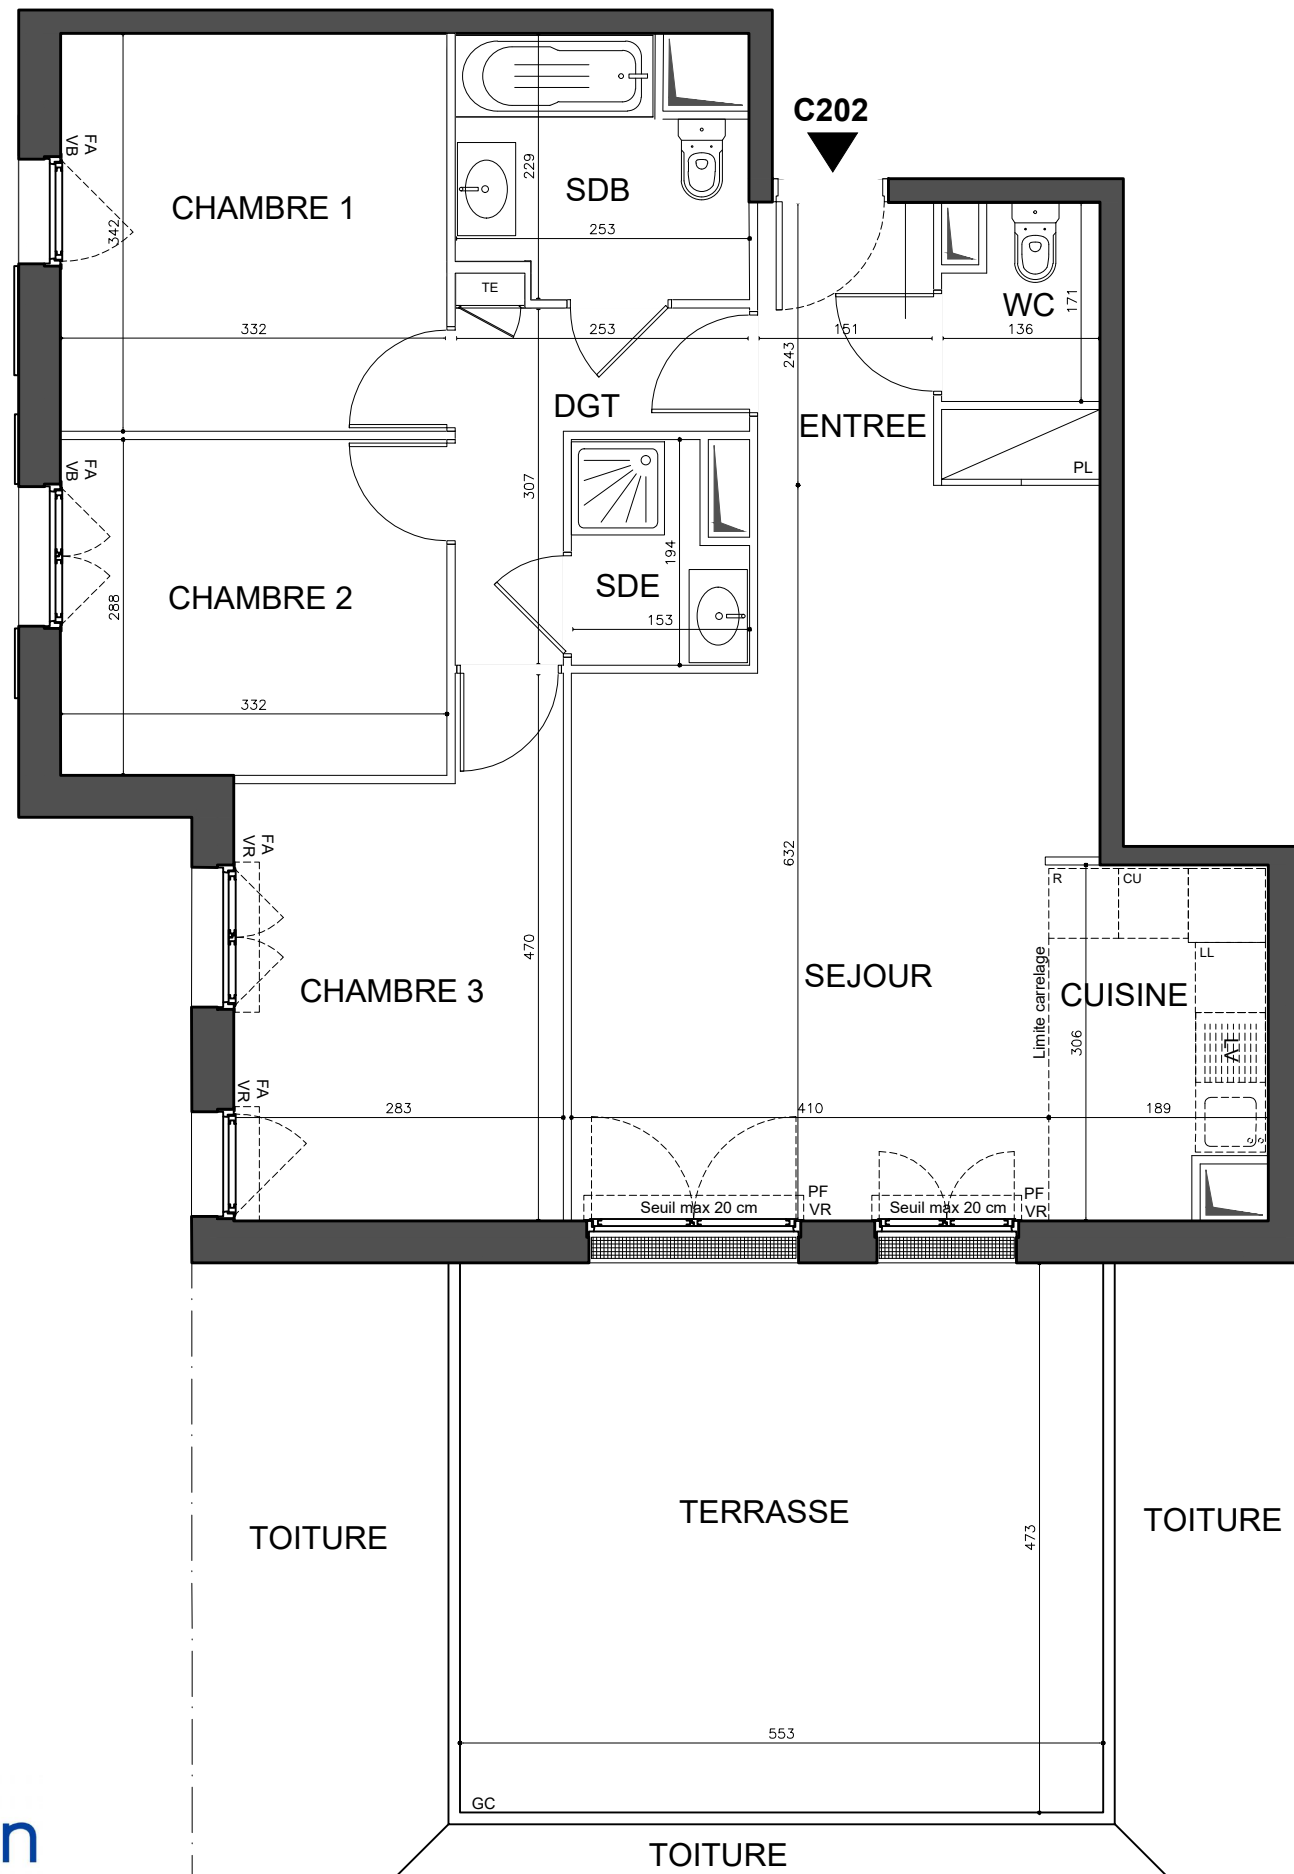 C202
FA
VB
CHAMBRE 1
342
332
229
SDB
253
TE
253
DGT
151
243
ENTREE
WC
171
136
PL
FA
VB
CHAMBRE 2
288
332
307
194
SDE
153
FA
VR
CHAMBRE 3
470
283
FA
VR
632
SEJOUR
410
R
CU
LL
Limite carrelage
CUISINE
306
LV
189
Seuil max 20 cm
PF
VR
Seuil max 20 cm
PF
VR
TERRASSE
473
553
GC
TOITURE
TOITURE
TOITURE
n